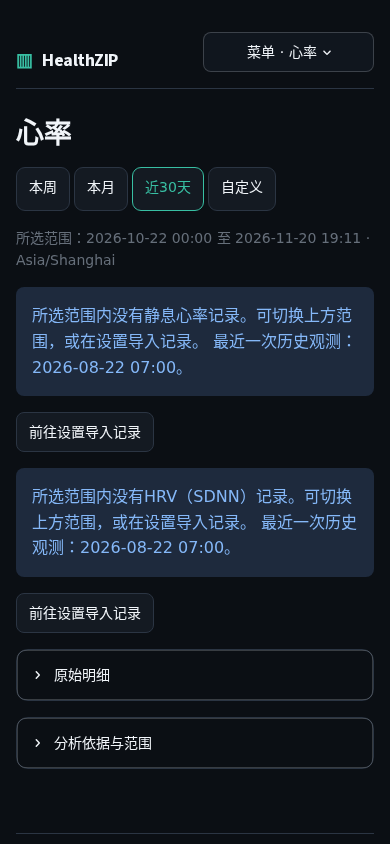 HealthZIP
菜单 · 心率
心率
本周
本月
近30天
自定义
所选范围：2026-10-22 00:00 至 2026-11-20 19:11 ·
Asia/Shanghai
所选范围内没有静息心率记录。可切换上方范
围，或在设置导入记录。 最近一次历史观测：
2026-08-22 07:00。
前往设置导入记录
所选范围内没有HRV（SDNN）记录。可切换
上方范围，或在设置导入记录。 最近一次历史
观测：2026-08-22 07:00。
前往设置导入记录
原始明细
分析依据与范围